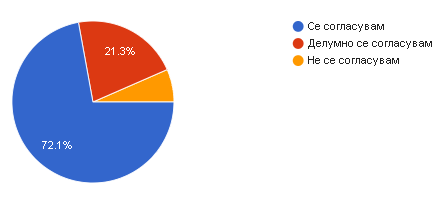 Се согласувам
Делумно се согласувам
Не се согласувам
21.3%
72.1%